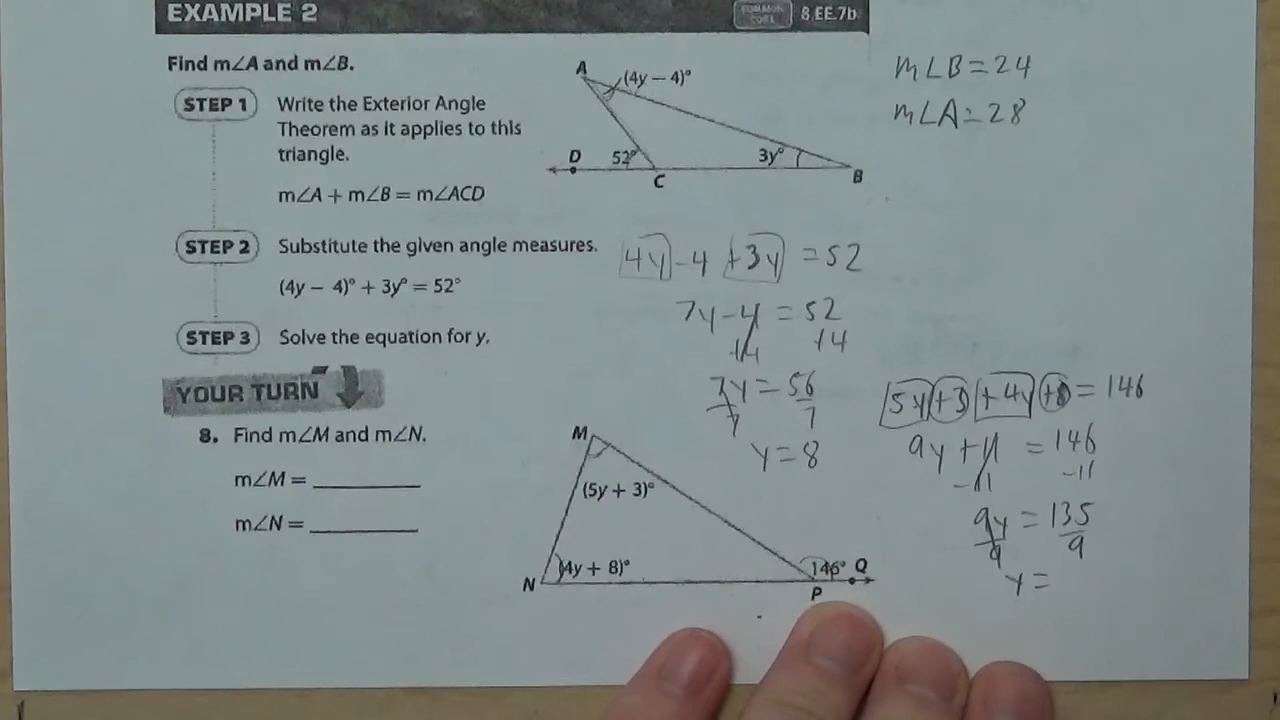 EXAMPLE 2
COMMON CORE 8.EE.7b
Find m∠A and m∠B.
STEP 1 Write the Exterior Angle
Theorem as it applies to this
triangle.
m∠A + m∠B = m∠ACD
STEP 2 Substitute the given angle measures.
(4y − 4)° + 3y° = 52°
STEP 3 Solve the equation for y.
A (4y − 4)°
D 52° 3y°
C B
m∠B = 24
m∠A = 28
4y - 4 + 3y = 52
7y - 4 = 52
+4 +4
7y = 56
7 7
y = 8
YOUR TURN
8. Find m∠M and m∠N.
m∠M =
m∠N =
M
(5y + 3)°
(4y + 8)° 146° Q
N P
5y + 3 + 4y + 8 = 146
9y + 11 = 146
-11 -11
9y = 135
9 9
y =